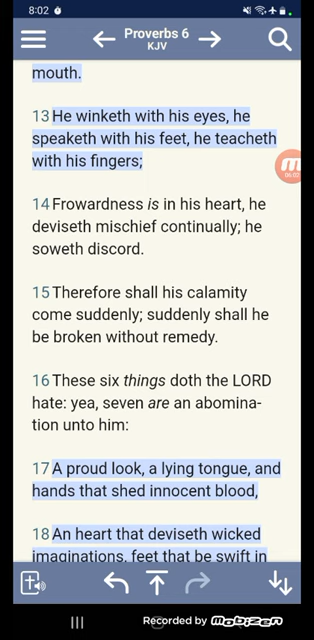 8:02
Proverbs 6
KJV
mouth.
13 He winketh with his eyes, he
speaketh with his feet, he teacheth
with his fingers;
06:02
14 Frowardness is in his heart, he
deviseth mischief continually; he
soweth discord.
15 Therefore shall his calamity
come suddenly; suddenly shall he
be broken without remedy.
16 These six things doth the LORD
hate: yea, seven are an abomina-
tion unto him:
17 A proud look, a lying tongue, and
hands that shed innocent blood,
18 An heart that deviseth wicked
imaginations, feet that be swift in
Recorded by mobizen